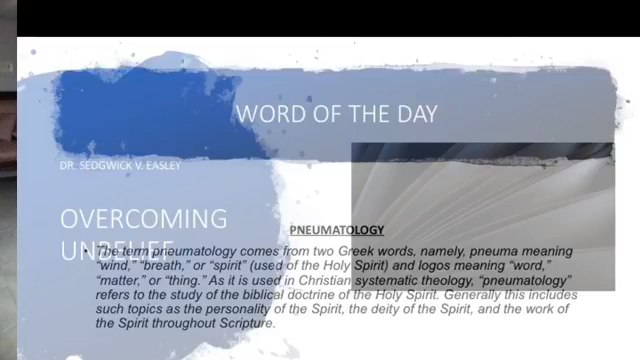 WORD OF THE DAY
DR. SEDGWICK V. EASLEY
OVERCOMING
UNBELIEF
PNEUMATOLOGY
• The term pneumatology comes from two Greek words, namely, pneuma meaning
"wind," "breath," or "spirit" (used of the Holy Spirit) and logos meaning "word,"
"matter," or "thing." As it is used in Christian systematic theology, "pneumatology"
refers to the study of the biblical doctrine of the Holy Spirit. Generally this includes
such topics as the personality of the Spirit, the deity of the Spirit, and the work of
the Spirit throughout Scripture.